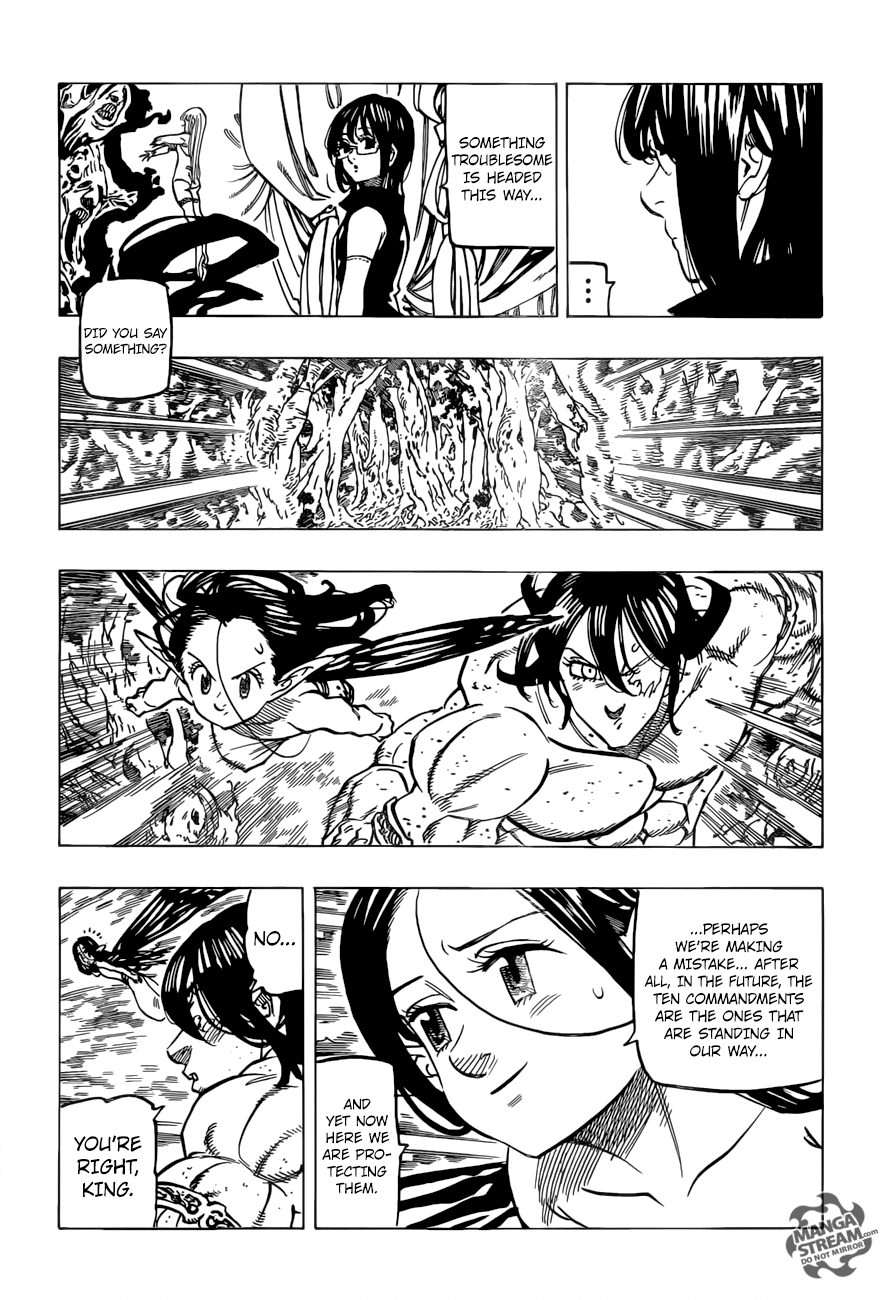 ...
SOMETHING
TROUBLESOME
IS HEADED
THIS WAY...
DID YOU SAY
SOMETHING?
...PERHAPS
WE'RE MAKING
A MISTAKE... AFTER
ALL, IN THE FUTURE, THE
TEN COMMANDMENTS
ARE THE ONES THAT
ARE STANDING IN
OUR WAY...
AND
YET NOW
HERE WE
ARE PRO-
TECTING
THEM.
NO...
YOU'RE
RIGHT,
KING.
MANGA
STREAM.com
DO NOT MIRROR